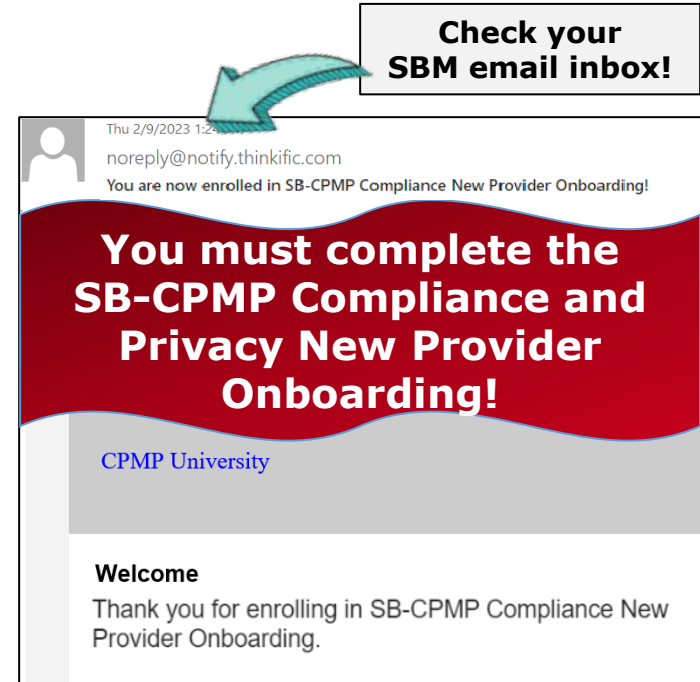 Check your
SBM email inbox!
Thu 2/9/2023 1:24
noreply@notify.thinkific.com
You are now enrolled in SB-CPMP Compliance New Provider Onboarding!
You must complete the
SB-CPMP Compliance and
Privacy New Provider
Onboarding!
CPMP University
Welcome
Thank you for enrolling in SB-CPMP Compliance New
Provider Onboarding.